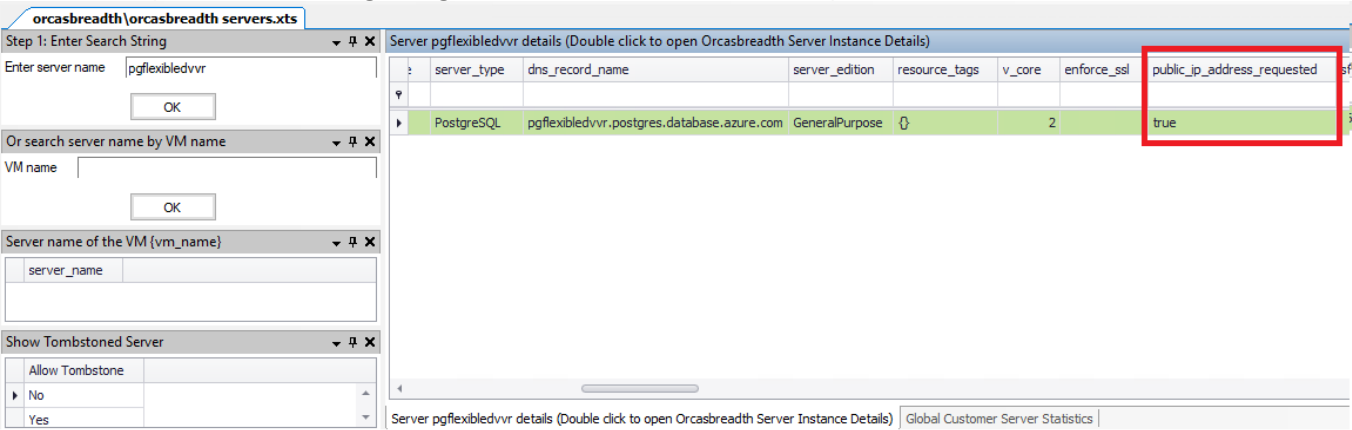 orcasbreadth\orcasbreadth servers.xts
Step 1: Enter Search String
Enter server name pgflexibledvvr
OK
Or search server name by VM name
VM name
OK
Server name of the VM {vm_name}
server_name
Show Tombstoned Server
Allow Tombstone
No
Yes
Server pgflexibledvvr details (Double click to open Orcasbreadth Server Instance Details)
server_type dns_record_name server_edition resource_tags v_core enforce_ssl public_ip_address_requested
PostgreSQL pgflexibledvvr.postgres.database.azure.com GeneralPurpose {} 2 true
Server pgflexibledvvr details (Double click to open Orcasbreadth Server Instance Details) Global Customer Server Statistics